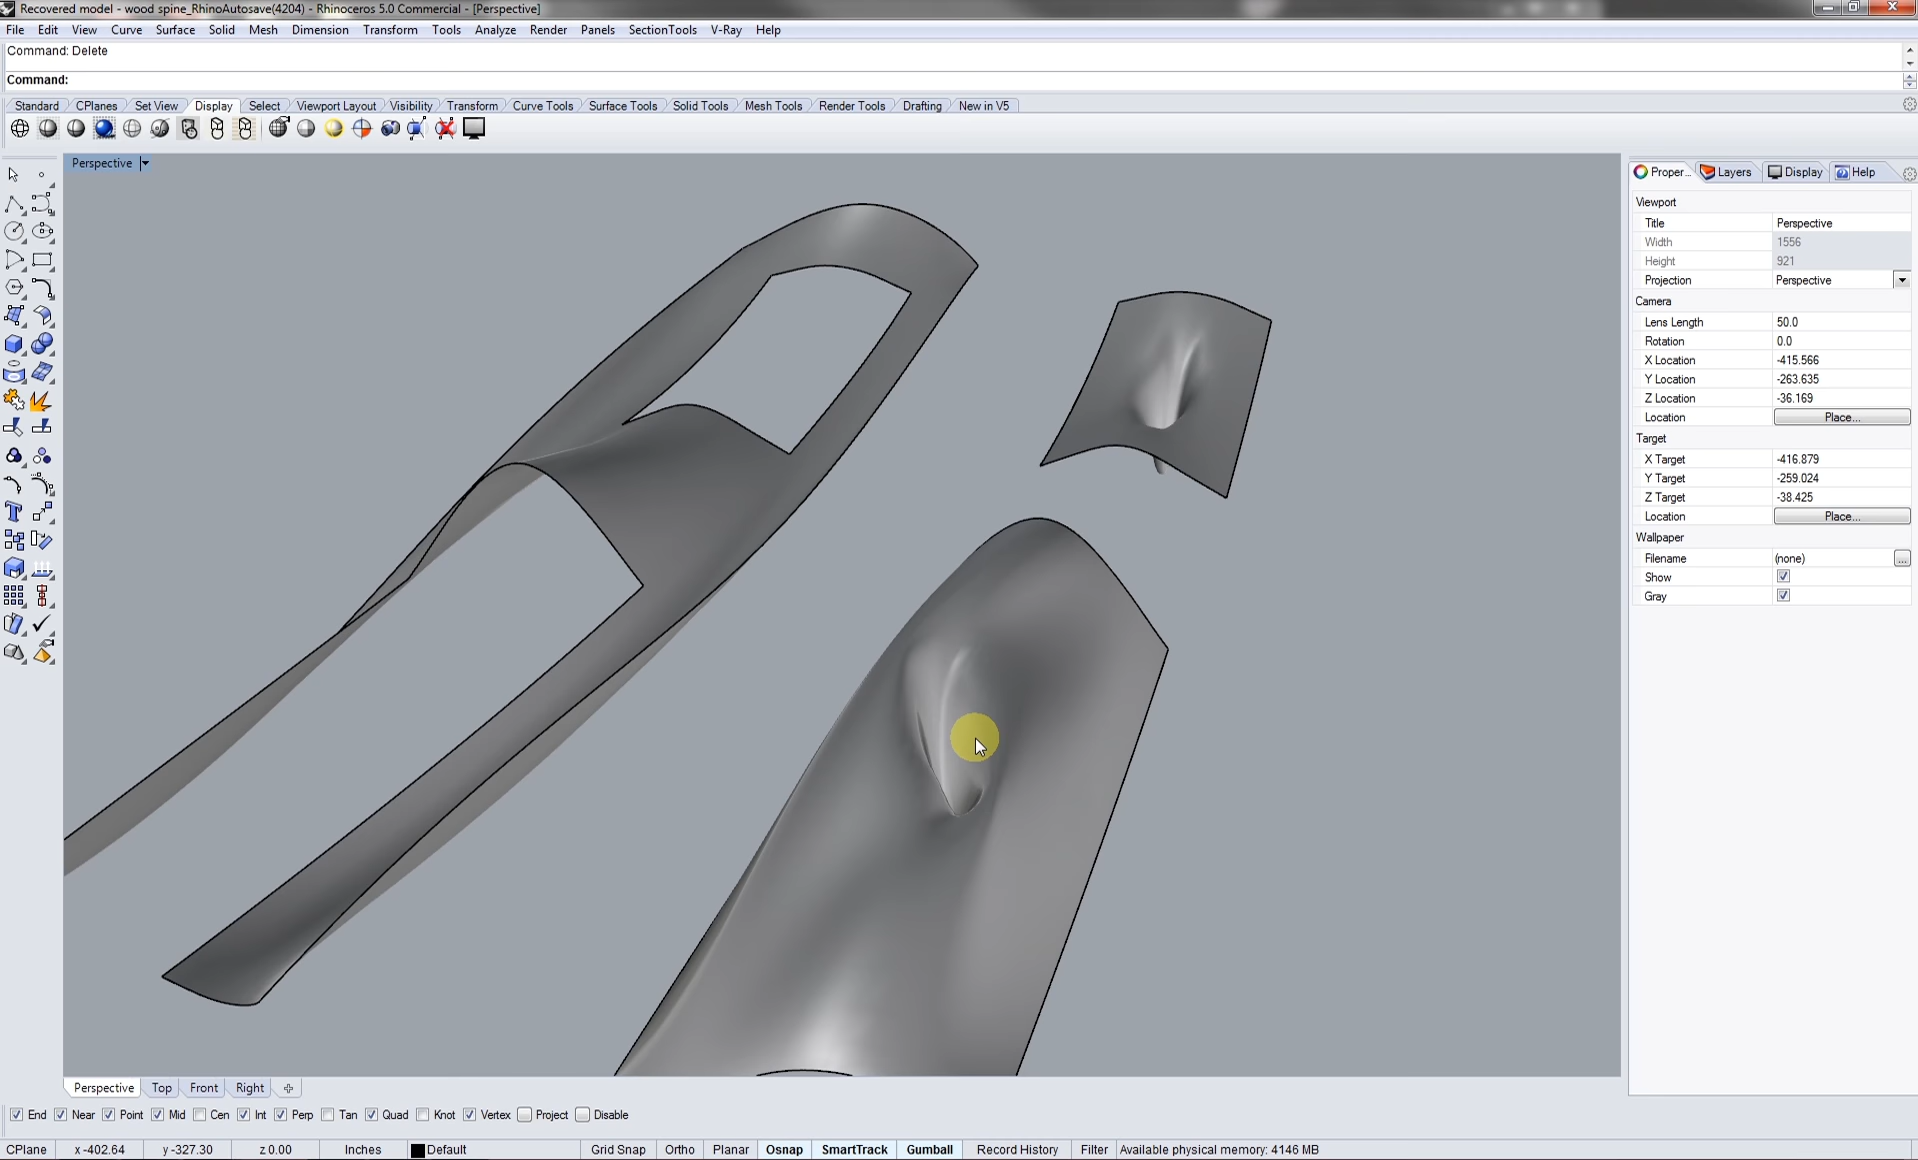 Recovered model - wood spine_RhinoAutosave(4204) - Rhinoceros 5.0 Commercial - [Perspective]
File Edit View Curve Surface Solid Mesh Dimension Transform Tools Analyze Render Panels SectionTools V-Ray Help
Command: Delete
Command:
Standard CPlanes Set View Display Select Viewport Layout Visibility Transform Curve Tools Surface Tools Solid Tools Mesh Tools Render Tools Drafting New in V5
Perspective
Proper... Layers Display Help
Viewport
Title Perspective
Width 1556
Height 921
Projection Perspective
Camera
Lens Length 50.0
Rotation 0.0
X Location -415.566
Y Location -263.635
Z Location -36.169
Location Place...
Target
X Target -416.879
Y Target -259.024
Z Target -38.425
Location Place...
Wallpaper
Filename (none) ...
Show
Gray
Perspective Top Front Right
End Near Point Mid Cen Int Perp Tan Quad Knot Vertex Project Disable
CPlane x -402.64 y -327.30 z 0.00 Inches Default Grid Snap Ortho Planar Osnap SmartTrack Gumball Record History Filter Available physical memory: 4146 MB